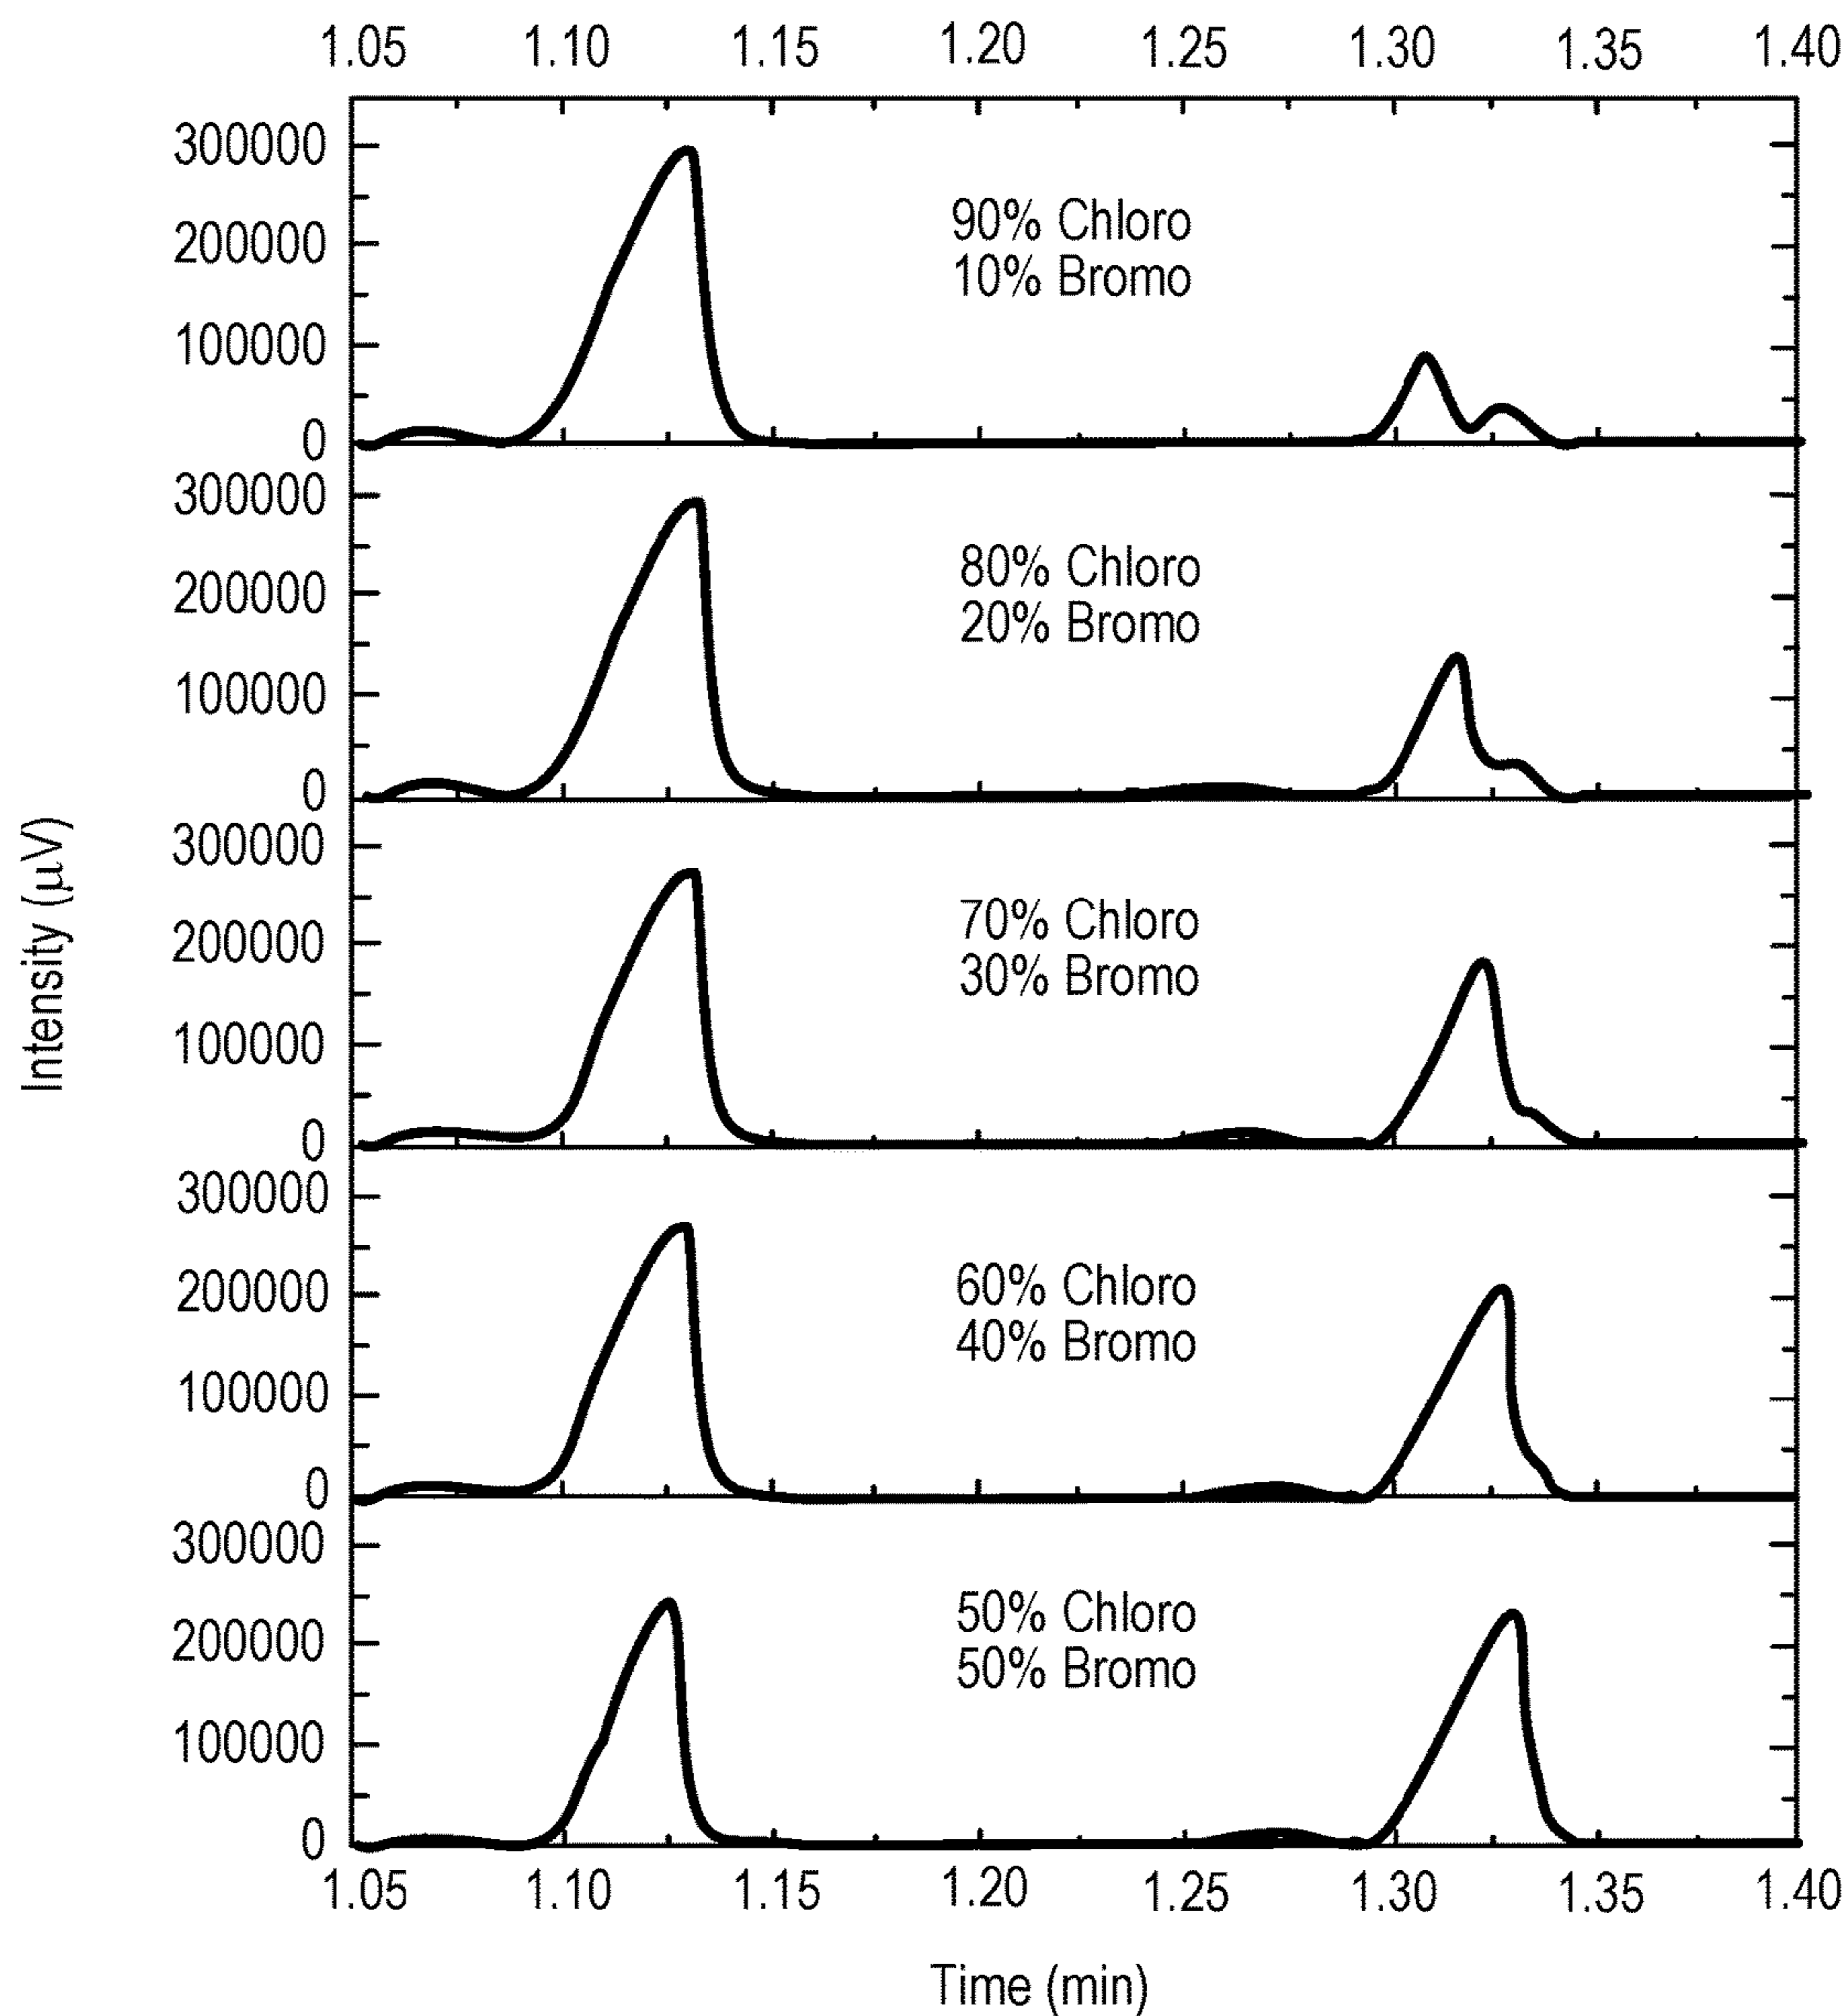 1.05 1.10 1.15 1.20 1.25 1.30 1.35 1.40
300000
200000
100000
0
90% Chloro
10% Bromo
300000
200000
100000
0
80% Chloro
20% Bromo
300000
200000
100000
0
70% Chloro
30% Bromo
300000
200000
100000
0
60% Chloro
40% Bromo
300000
200000
100000
0
50% Chloro
50% Bromo
Intensity (μV)
1.05 1.10 1.15 1.20 1.25 1.30 1.35 1.40
Time (min)